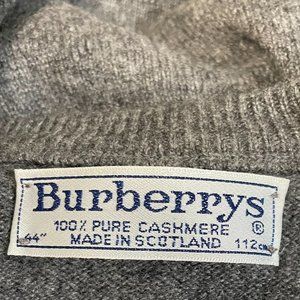 Burberrys
100% PURE CASHMERE ®
44" MADE IN SCOTLAND 112cm